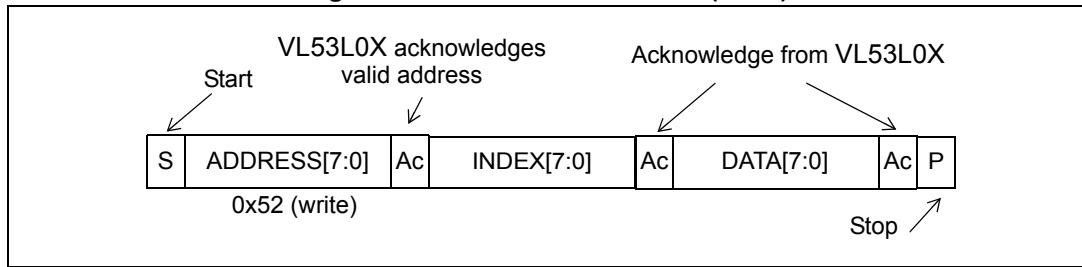 VL53L0X acknowledges
valid address
Acknowledge from VL53L0X
Start
S ADDRESS[7:0] Ac INDEX[7:0] Ac DATA[7:0] Ac P
0x52 (write)
Stop